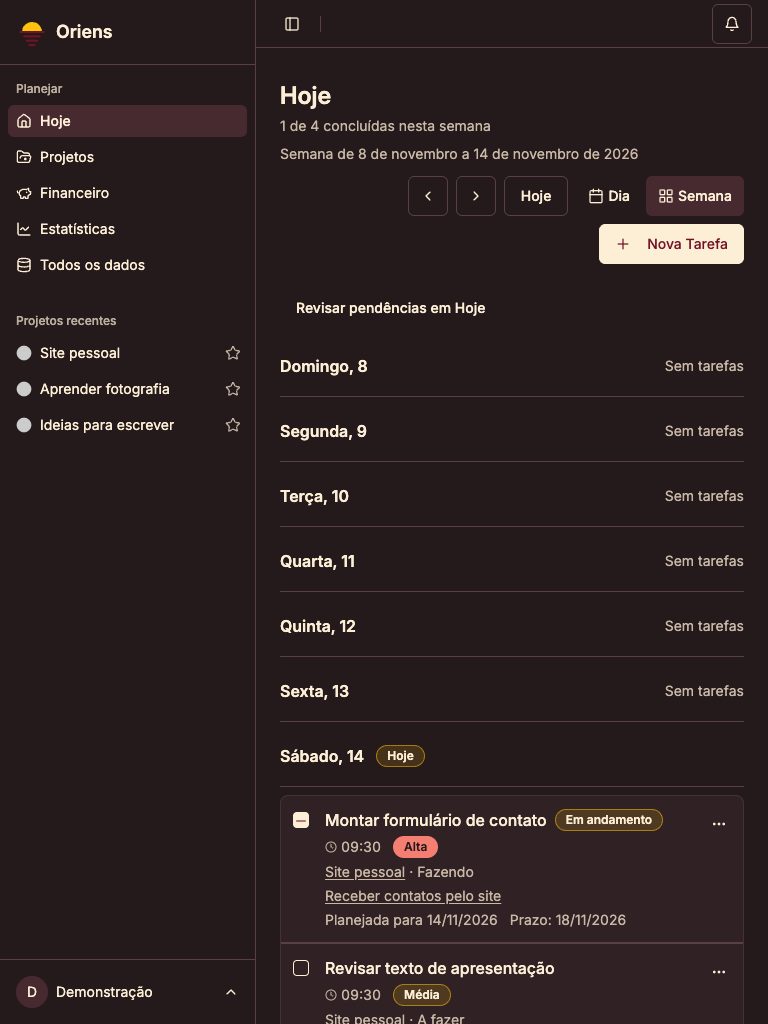 Oriens
Planejar
Hoje
Projetos
Financeiro
Estatísticas
Todos os dados
Projetos recentes
Site pessoal
Aprender fotografia
Ideias para escrever
D Demonstração
Hoje
1 de 4 concluídas nesta semana
Semana de 8 de novembro a 14 de novembro de 2026
Hoje Dia Semana
+ Nova Tarefa
Revisar pendências em Hoje
Domingo, 8 Sem tarefas
Segunda, 9 Sem tarefas
Terça, 10 Sem tarefas
Quarta, 11 Sem tarefas
Quinta, 12 Sem tarefas
Sexta, 13 Sem tarefas
Sábado, 14 Hoje
Montar formulário de contato Em andamento
09:30 Alta
Site pessoal · Fazendo
Receber contatos pelo site
Planejada para 14/11/2026 Prazo: 18/11/2026
Revisar texto de apresentação
09:30 Média
Site pessoal · A fazer